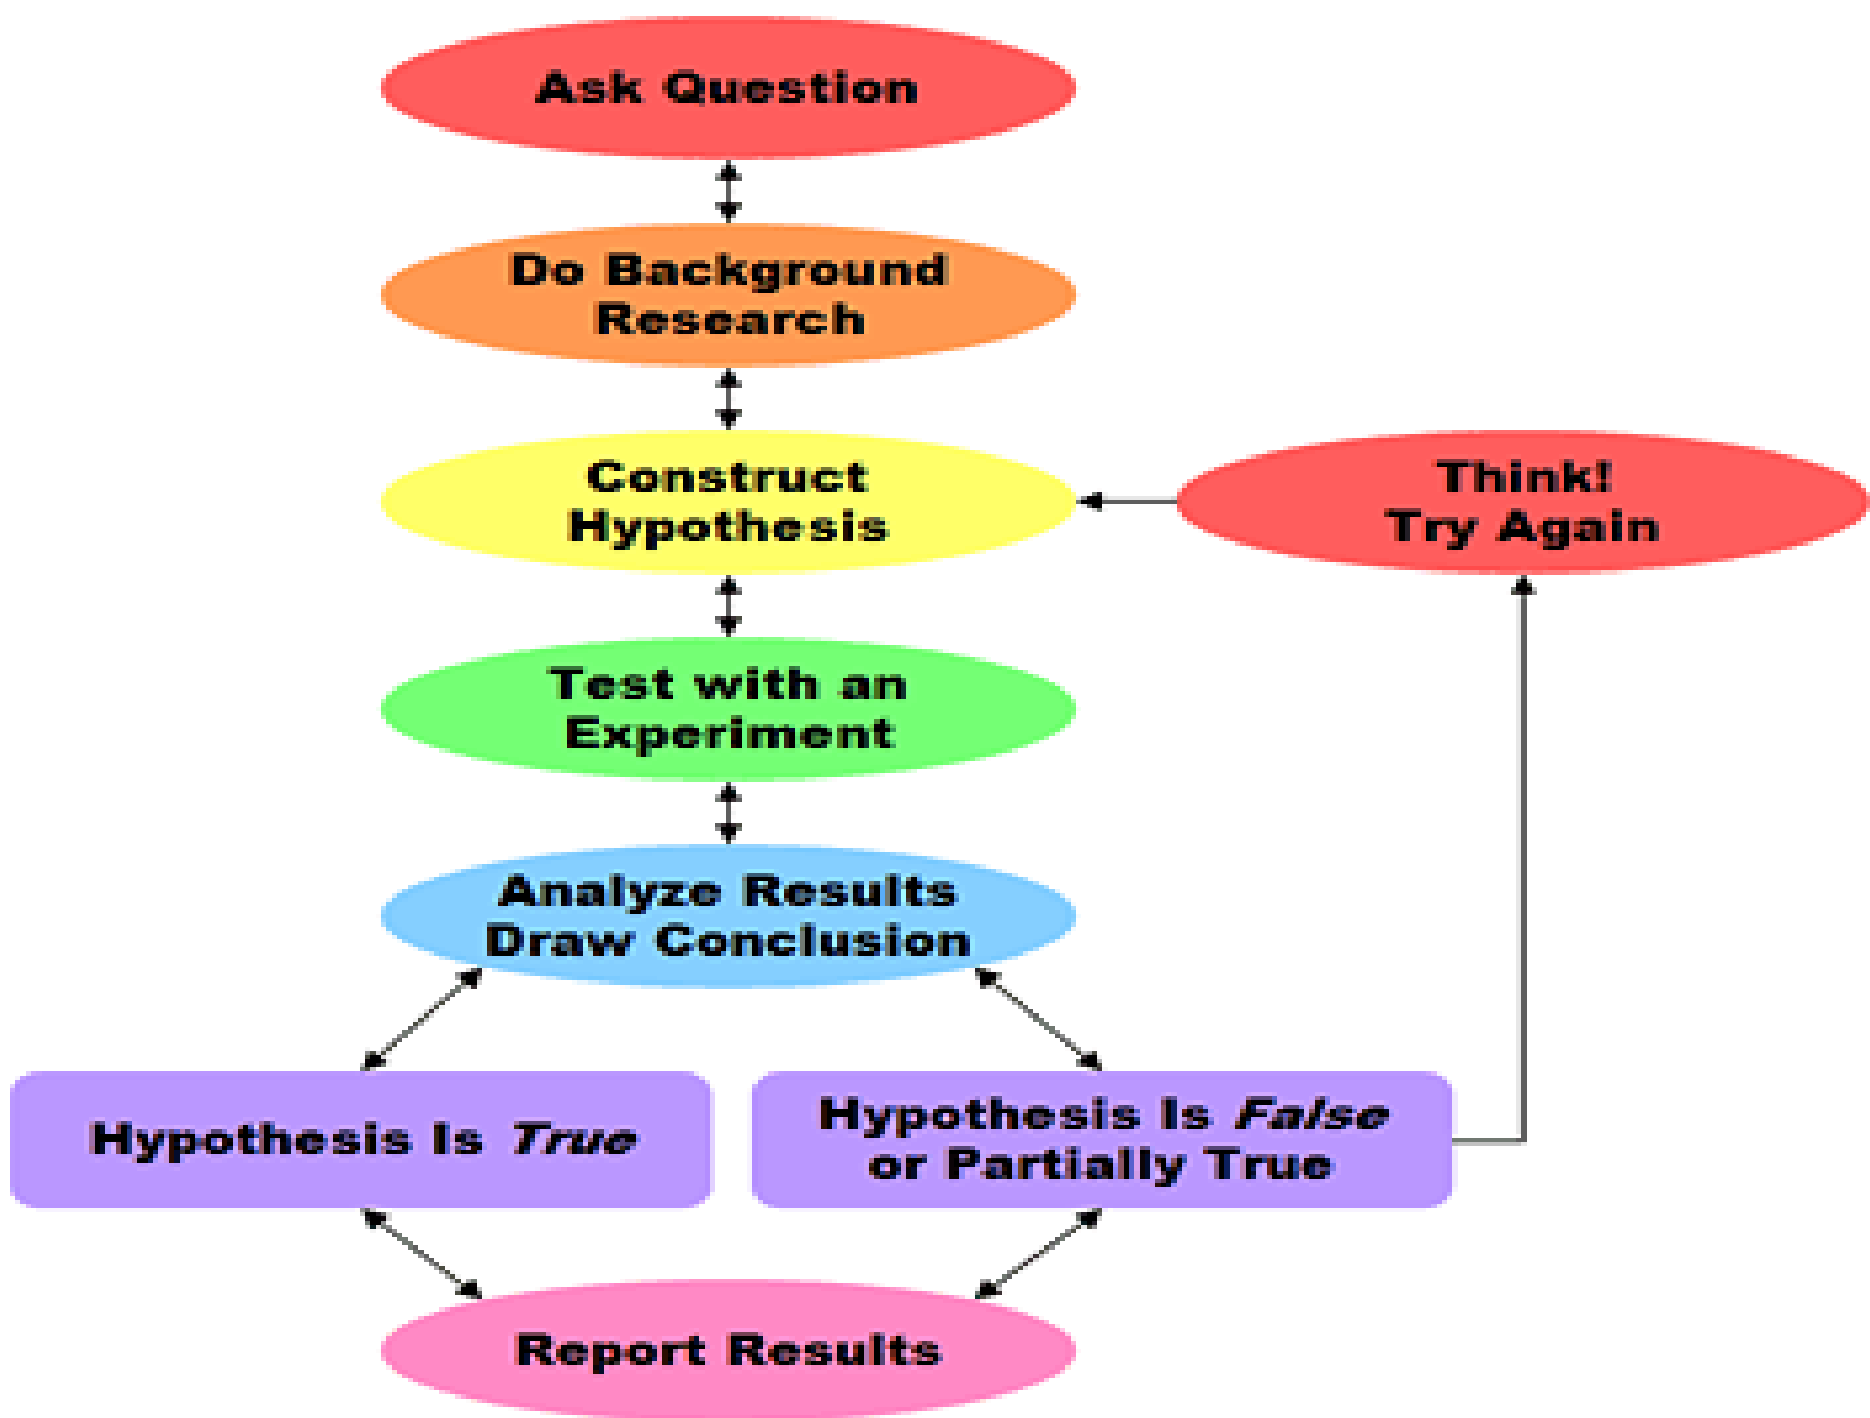 Ask Question
Do Background
Research
Construct
Hypothesis
Think!
Try Again
Test with an
Experiment
Analyze Results
Draw Conclusion
Hypothesis Is True
Hypothesis Is False
or Partially True
Report Results